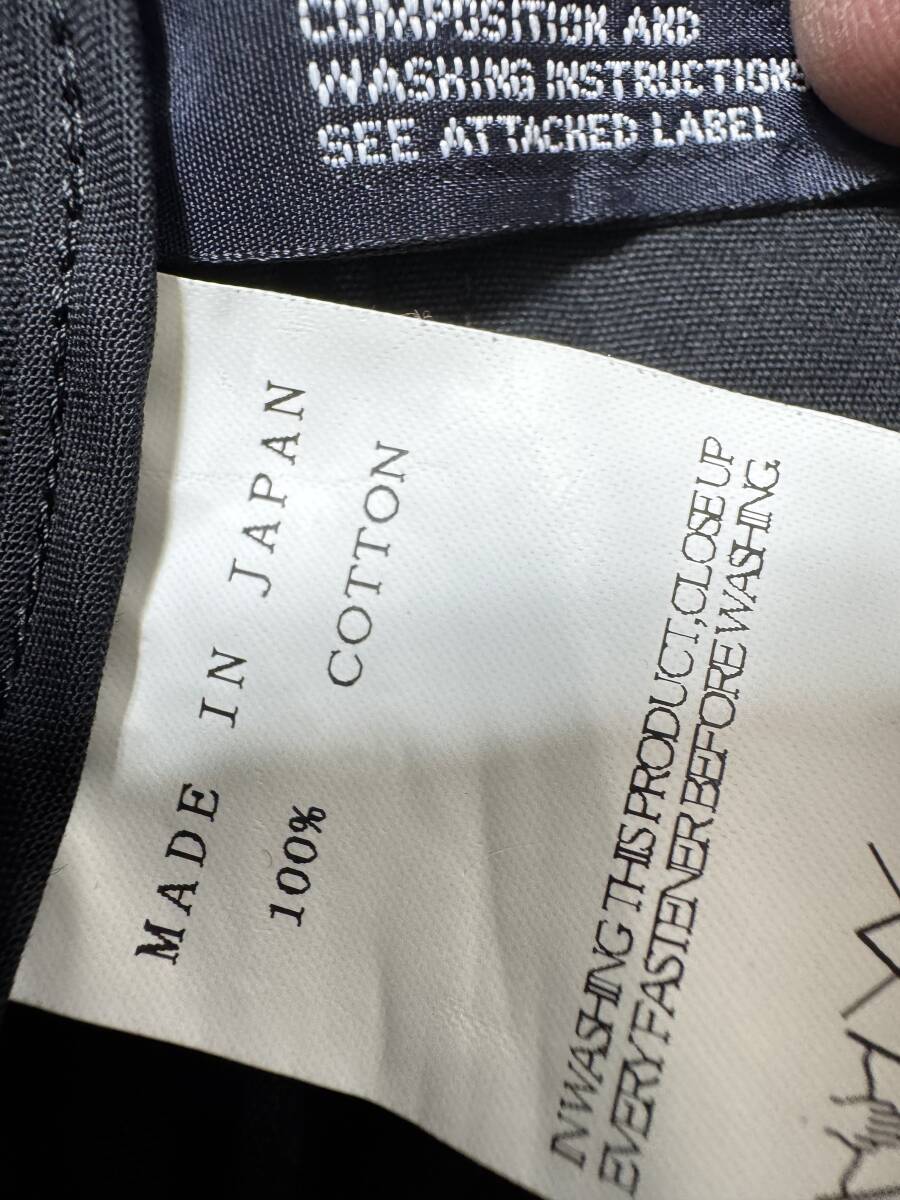 COMPOSITION AND
WASHING INSTRUCTIONS
SEE ATTACHED LABEL
MADE IN JAPAN
100% COTTON
IN WASHING THIS PRODUCT, CLOSE UP
EVERY FASTENER BEFORE WASHING.